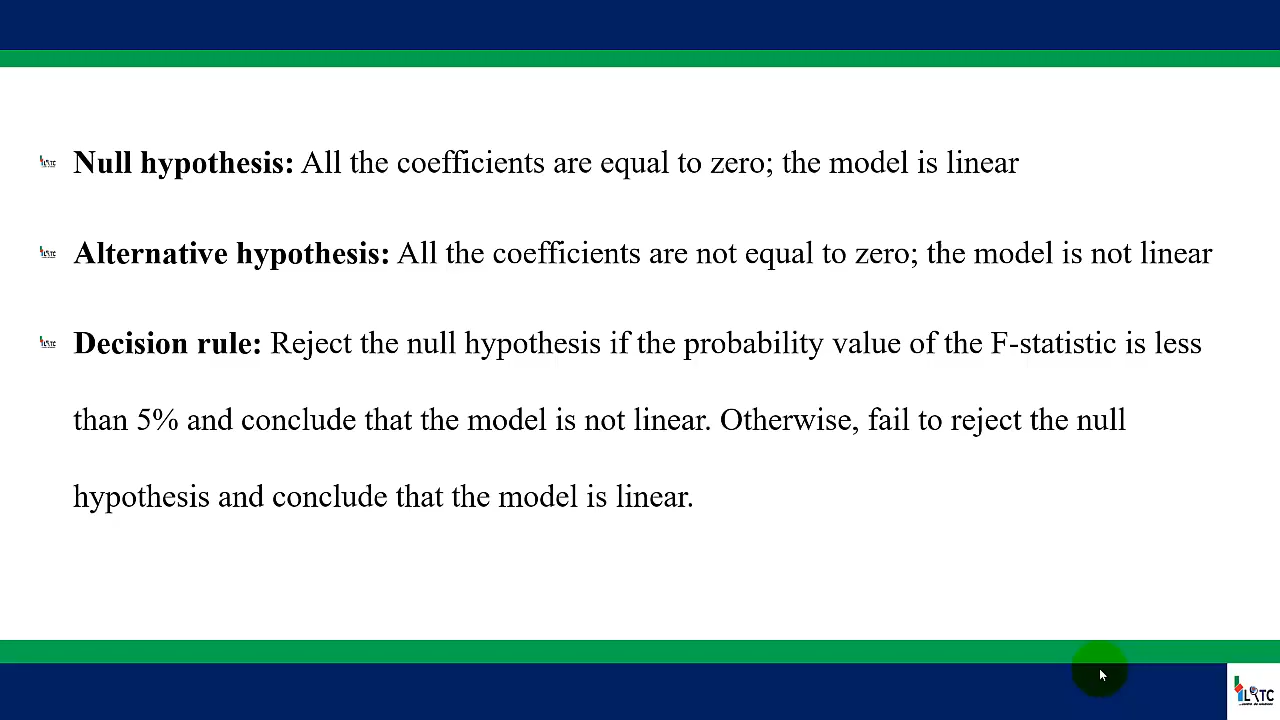 Null hypothesis: All the coefficients are equal to zero; the model is linear
Alternative hypothesis: All the coefficients are not equal to zero; the model is not linear
Decision rule: Reject the null hypothesis if the probability value of the F-statistic is less
than 5% and conclude that the model is not linear. Otherwise, fail to reject the null
hypothesis and conclude that the model is linear.